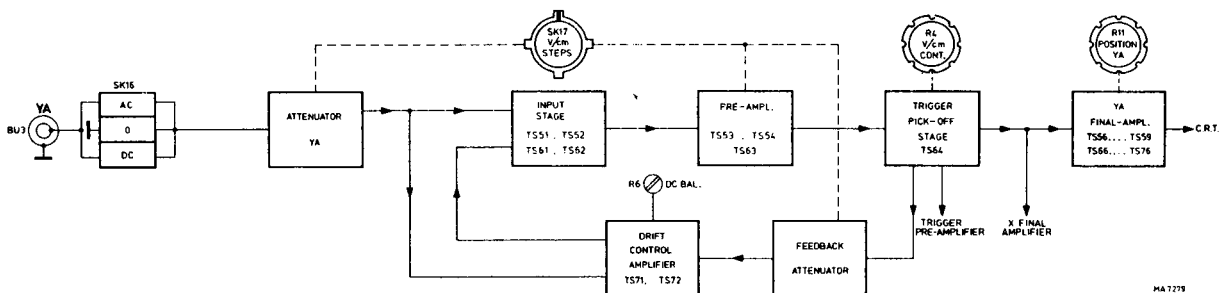 SK17
V/cm
STEPS
R4
V/cm
CONT.
R11
POSITION
YA
SK16
YA
BU3
AC
0
DC
ATTENUATOR
YA
INPUT
STAGE
TS51 , TS52
TS61 , TS62
PRE-AMPL.
TS53 , TS54
TS63
TRIGGER
PICK-OFF
STAGE
TS64
YA
FINAL-AMPL.
TS56.... TS59
TS66.... TS76
C.R.T.
R6 DC BAL.
DRIFT
CONTROL
AMPLIFIER
TS71, TS72
FEEDBACK
ATTENUATOR
TRIGGER
PRE-AMPLIFIER
X FINAL
AMPLIFIER
MA 7279